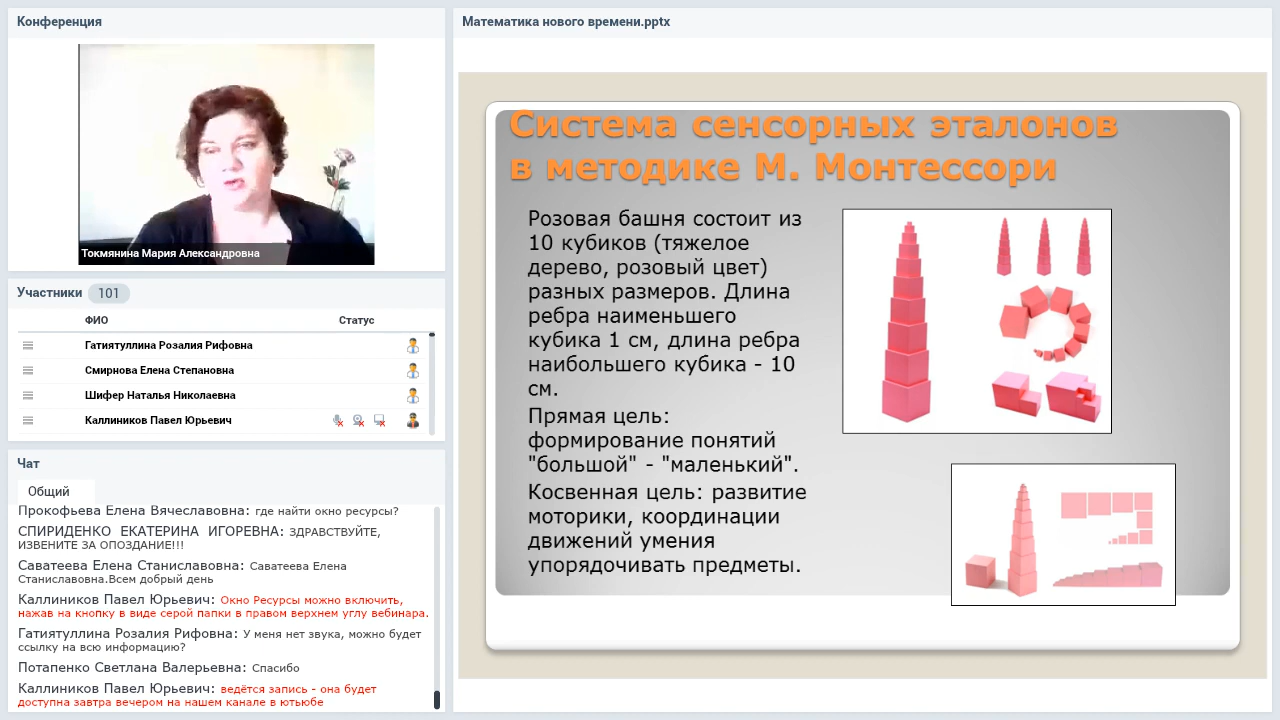 Конференция
Токмянина Мария Александровна
Участники 101
ФИО Статус
Гатиятуллина Розалия Рифовна
Смирнова Елена Степановна
Шифер Наталья Николаевна
Каллиников Павел Юрьевич
Чат
Общий
Прокофьева Елена Вячеславовна: где найти окно ресурсы?
СПИРИДЕНКО ЕКАТЕРИНА ИГОРЕВНА: ЗДРАВСТВУЙТЕ,
ИЗВЕНИТЕ ЗА ОПОЗДАНИЕ!!!
Саватеева Елена Станиславовна: Саватеева Елена
Станиславовна.Всем добрый день
Каллиников Павел Юрьевич: Окно Ресурсы можно включить,
нажав на кнопку в виде серой папки в правом верхнем углу вебинара.
Гатиятуллина Розалия Рифовна: У меня нет звука, можно будет
ссылку на всю информацию?
Потапенко Светлана Валерьевна: Спасибо
Каллиников Павел Юрьевич: ведётся запись - она будет
доступна завтра вечером на нашем канале в ютьюбе
Математика нового времени.pptx
Система сенсорных эталонов
в методике М. Монтессори
Розовая башня состоит из
10 кубиков (тяжелое
дерево, розовый цвет)
разных размеров. Длина
ребра наименьшего
кубика 1 см, длина ребра
наибольшего кубика - 10
см.
Прямая цель:
формирование понятий
"большой" - "маленький".
Косвенная цель: развитие
моторики, координации
движений умения
упорядочивать предметы.